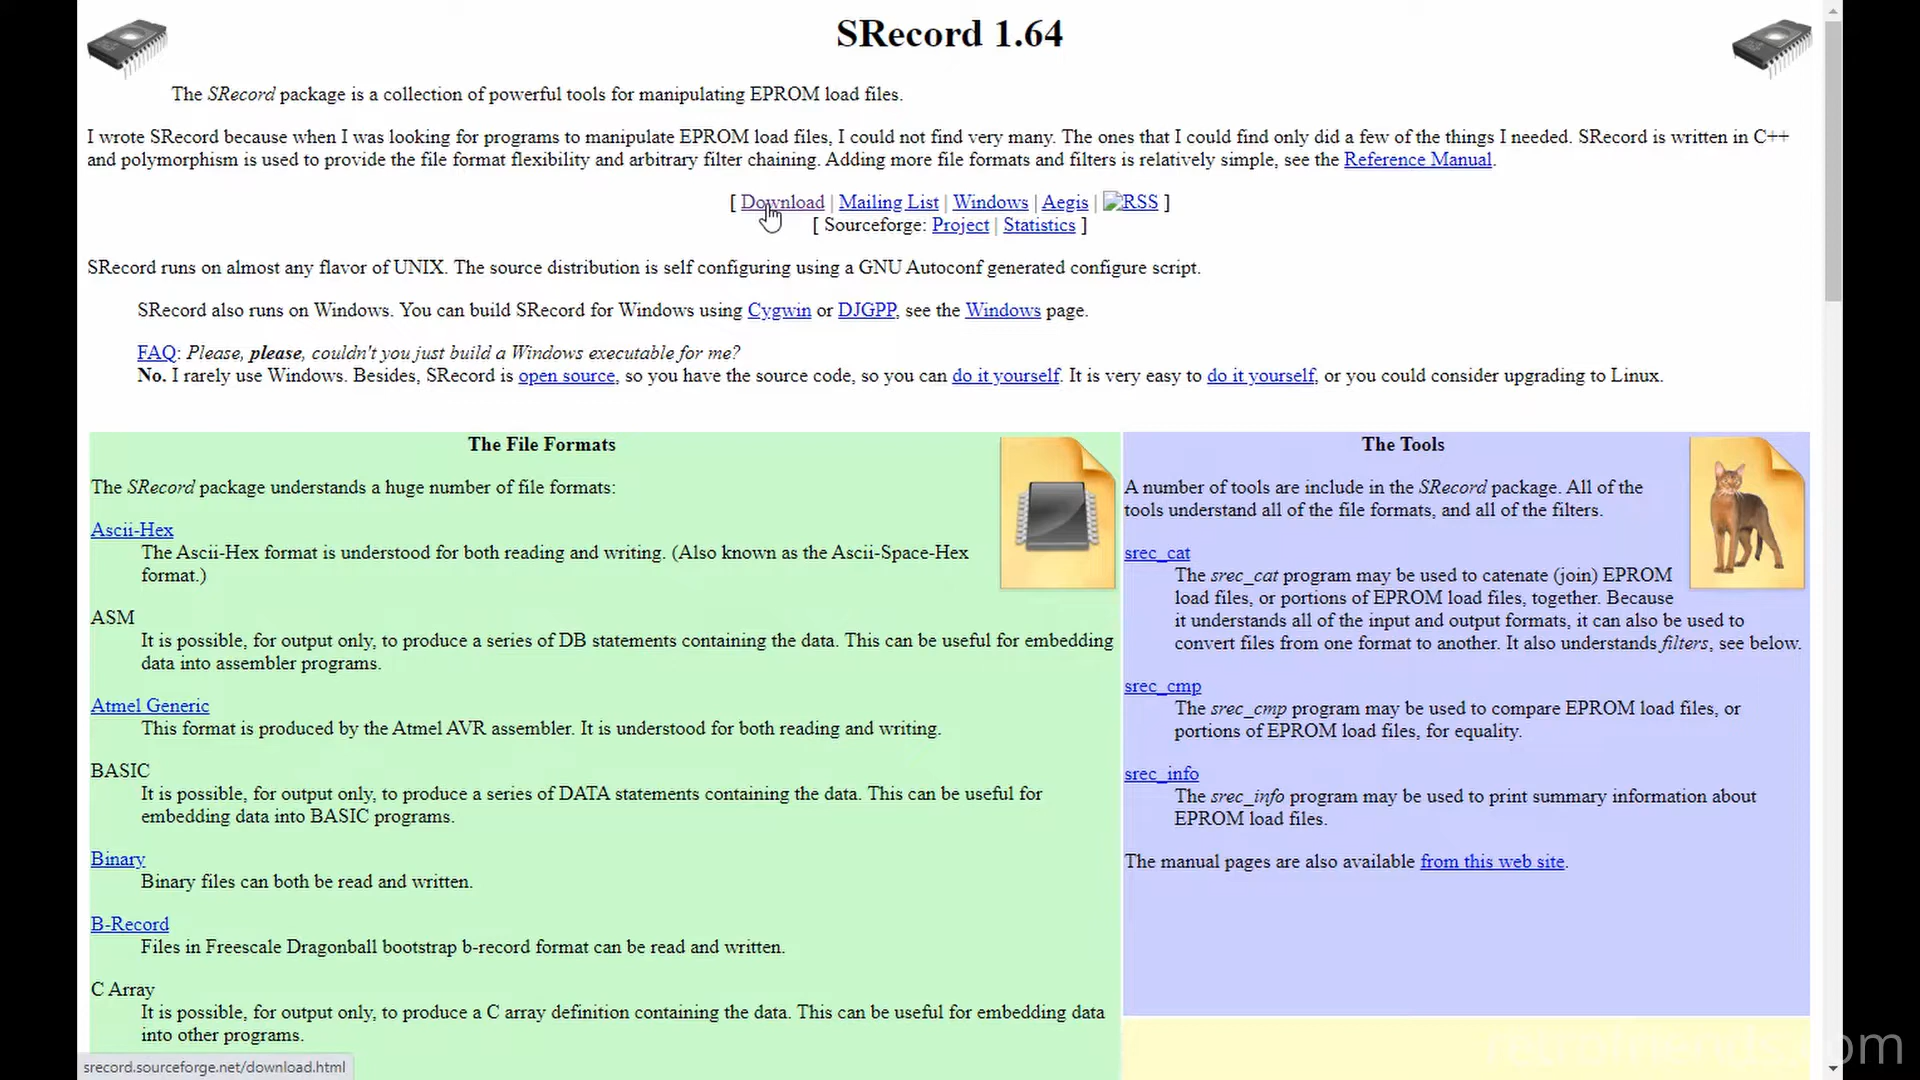 SRecord 1.64
The SRecord package is a collection of powerful tools for manipulating EPROM load files.
I wrote SRecord because when I was looking for programs to manipulate EPROM load files, I could not find very many. The ones that I could find only did a few of the things I needed. SRecord is written in C++
and polymorphism is used to provide the file format flexibility and arbitrary filter chaining. Adding more file formats and filters is relatively simple, see the Reference Manual.
[ Download | Mailing List | Windows | Aegis | RSS ]
[ Sourceforge: Project | Statistics ]
SRecord runs on almost any flavor of UNIX. The source distribution is self configuring using a GNU Autoconf generated configure script.
SRecord also runs on Windows. You can build SRecord for Windows using Cygwin or DJGPP, see the Windows page.
FAQ: Please, please, couldn't you just build a Windows executable for me?
No. I rarely use Windows. Besides, SRecord is open source, so you have the source code, so you can do it yourself. It is very easy to do it yourself, or you could consider upgrading to Linux.
The File Formats
The SRecord package understands a huge number of file formats:
Ascii-Hex
The Ascii-Hex format is understood for both reading and writing. (Also known as the Ascii-Space-Hex
format.)
ASM
It is possible, for output only, to produce a series of DB statements containing the data. This can be useful for embedding
data into assembler programs.
Atmel Generic
This format is produced by the Atmel AVR assembler. It is understood for both reading and writing.
BASIC
It is possible, for output only, to produce a series of DATA statements containing the data. This can be useful for
embedding data into BASIC programs.
Binary
Binary files can both be read and written.
B-Record
Files in Freescale Dragonball bootstrap b-record format can be read and written.
C Array
It is possible, for output only, to produce a C array definition containing the data. This can be useful for embedding data
into other programs.
The Tools
A number of tools are include in the SRecord package. All of the
tools understand all of the file formats, and all of the filters.
srec_cat
The srec_cat program may be used to catenate (join) EPROM
load files, or portions of EPROM load files, together. Because
it understands all of the input and output formats, it can also be used to
convert files from one format to another. It also understands filters, see below.
srec_cmp
The srec_cmp program may be used to compare EPROM load files, or
portions of EPROM load files, for equality.
srec_info
The srec_info program may be used to print summary information about
EPROM load files.
The manual pages are also available from this web site.
srecord.sourceforge.net/download.html